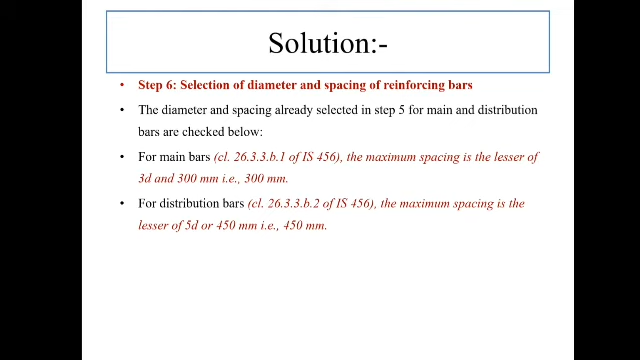 Solution:-
• Step 6: Selection of diameter and spacing of reinforcing bars
• The diameter and spacing already selected in step 5 for main and distribution
bars are checked below:
• For main bars (cl. 26.3.3.b.1 of IS 456), the maximum spacing is the lesser of
3d and 300 mm i.e., 300 mm.
• For distribution bars (cl. 26.3.3.b.2 of IS 456), the maximum spacing is the
lesser of 5d or 450 mm i.e., 450 mm.